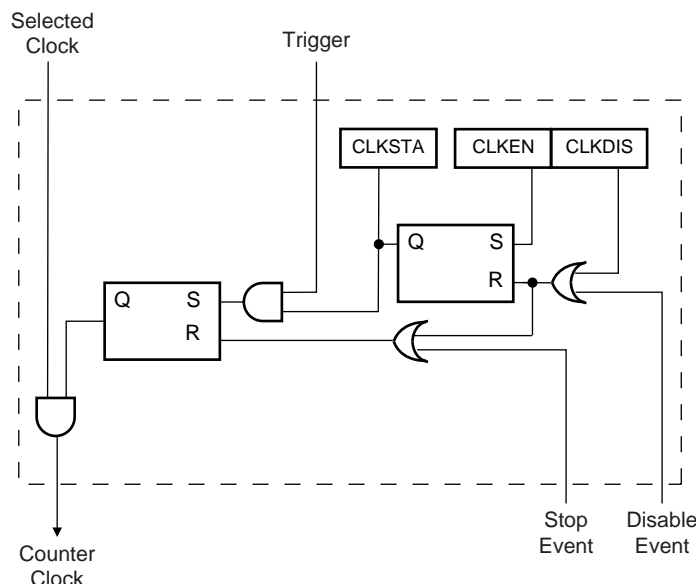 Selected
Clock
Trigger
CLKSTA
CLKEN
CLKDIS
Q
S
R
Q
S
R
Stop
Event
Disable
Event
Counter
Clock